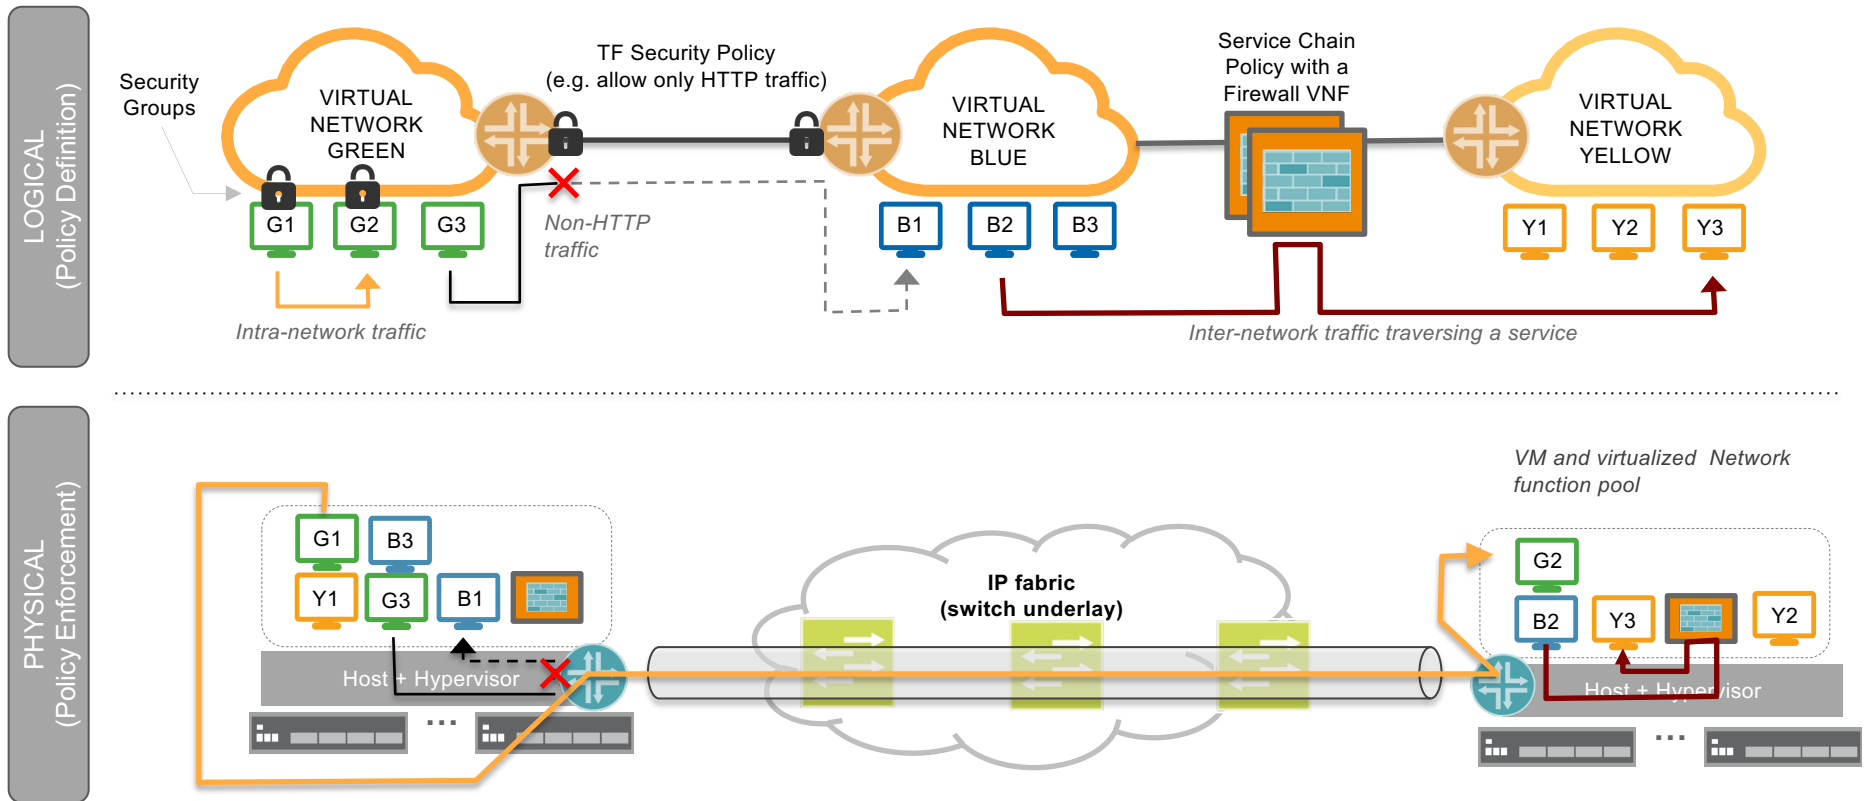 LOGICAL
(Policy Definition)
Security
Groups
VIRTUAL
NETWORK
GREEN
TF Security Policy
(e.g. allow only HTTP traffic)
VIRTUAL
NETWORK
BLUE
Service Chain
Policy with a
Firewall VNF
VIRTUAL
NETWORK
YELLOW
G1
G2
G3
Non-HTTP
traffic
B1
B2
B3
Y1
Y2
Y3
Intra-network traffic
Inter-network traffic traversing a service
PHYSICAL
(Policy Enforcement)
VM and virtualized Network
function pool
G1
B3
Y1
G3
B1
Host + Hypervisor
...
IP fabric
(switch underlay)
G2
B2
Y3
Y2
Host + Hypervisor
...